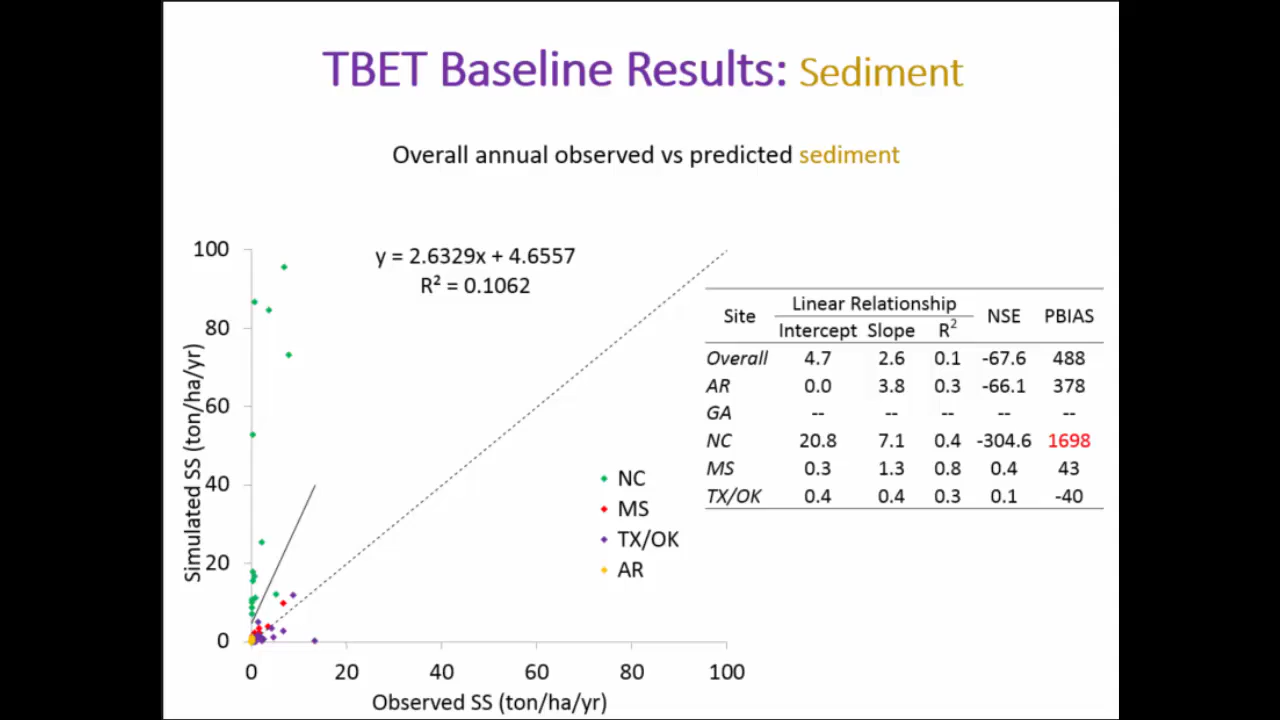 TBET Baseline Results: Sediment
Overall annual observed vs predicted sediment
y = 2.6329x + 4.6557
R² = 0.1062
100
80
60
40
20
0
Simulated SS (ton/ha/yr)
0 20 40 60 80 100
Observed SS (ton/ha/yr)
NC
MS
TX/OK
AR
Site Linear Relationship NSE PBIAS
Intercept Slope R²
Overall 4.7 2.6 0.1 -67.6 488
AR 0.0 3.8 0.3 -66.1 378
GA -- -- -- -- --
NC 20.8 7.1 0.4 -304.6 1698
MS 0.3 1.3 0.8 0.4 43
TX/OK 0.4 0.4 0.3 0.1 -40